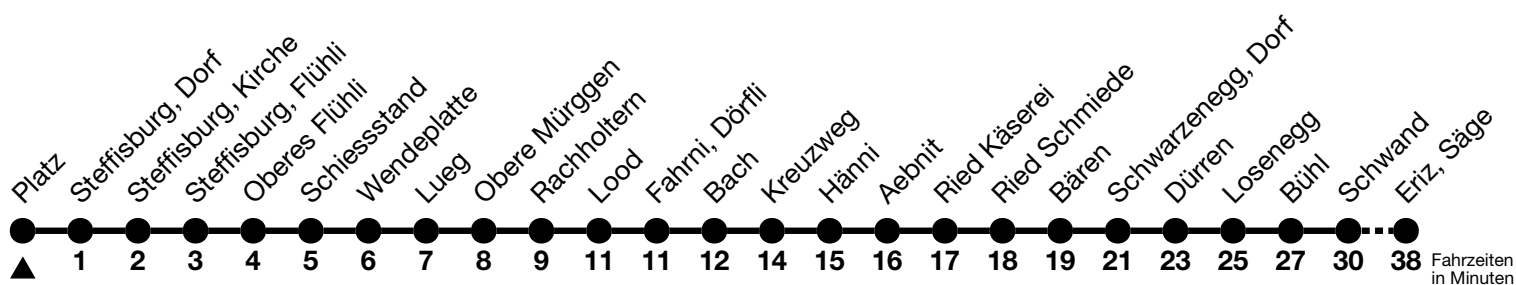 Platz
Steffisburg, Dorf
Steffisburg, Kirche
Steffisburg, Flühli
Oberes Flühli
Schiessstand
Wendeplatte
Lueg
Obere Mürggen
Rachholtern
Lood
Fahrni, Dörfli
Bach
Kreuzweg
Hänni
Aebnit
Ried Käserei
Ried Schmiede
Bären
Schwarzenegg, Dorf
Dürren
Losenegg
Bühl
Schwand
Eriz, Säge
1 2 3 4 5 6 7 8 9 11 11 12 14 15 16 17 18 19 21 23 25 27 30 38
Fahrzeiten
in Minuten